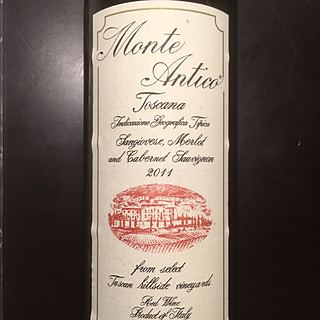 Monte
Antico
Toscana
Indicazione Geografica Tipica
Sangiovese, Merlot
and Cabernet Sauvignon
2011
from select
Tuscan hillside vineyards
Red Wine
Product of Italy